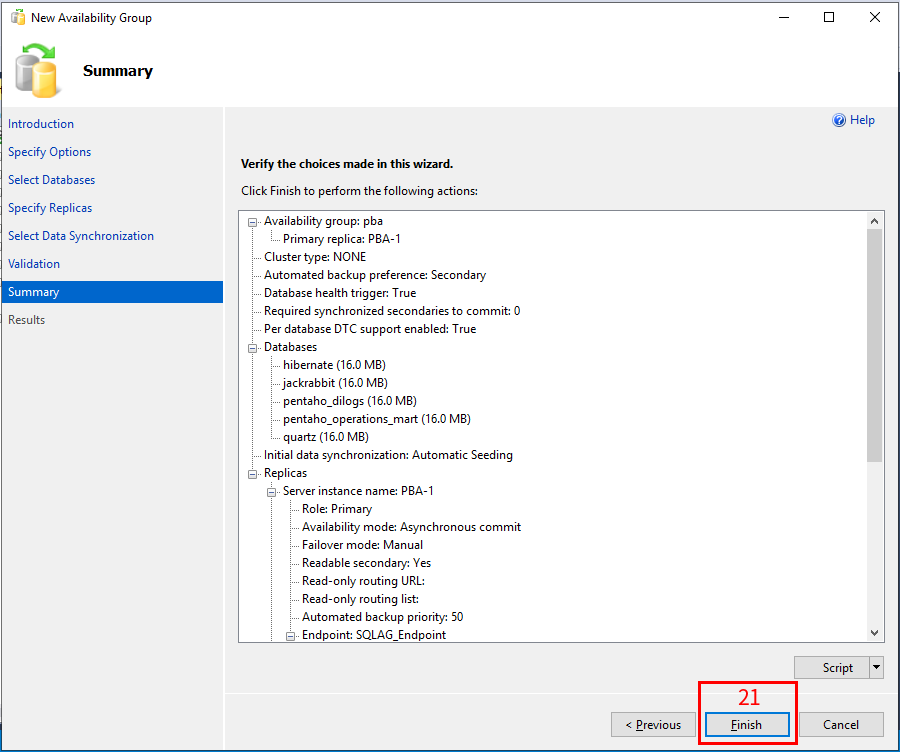 New Availability Group
Summary
Introduction
Specify Options
Select Databases
Specify Replicas
Select Data Synchronization
Validation
Summary
Results
Help
Verify the choices made in this wizard.
Click Finish to perform the following actions:
Availability group: pba
Primary replica: PBA-1
Cluster type: NONE
Automated backup preference: Secondary
Database health trigger: True
Required synchronized secondaries to commit: 0
Per database DTC support enabled: True
Databases
hibernate (16.0 MB)
jackrabbit (16.0 MB)
pentaho_dilogs (16.0 MB)
pentaho_operations_mart (16.0 MB)
quartz (16.0 MB)
Initial data synchronization: Automatic Seeding
Replicas
Server instance name: PBA-1
Role: Primary
Availability mode: Asynchronous commit
Failover mode: Manual
Readable secondary: Yes
Read-only routing URL:
Read-only routing list:
Automated backup priority: 50
Endpoint: SQLAG_Endpoint
Script
21
< Previous
Finish
Cancel